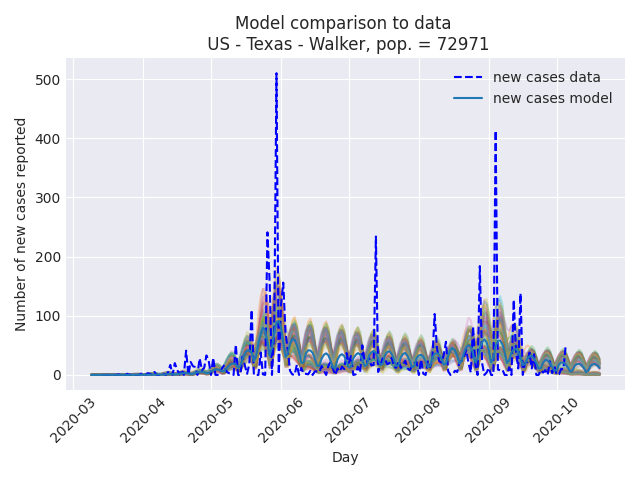 Model comparison to data
US - Texas - Walker, pop. = 72971
new cases data
new cases model
Number of new cases reported
500
400
300
200
100
0
2020-03
2020-04
2020-05
2020-06
2020-07
2020-08
2020-09
2020-10
Day